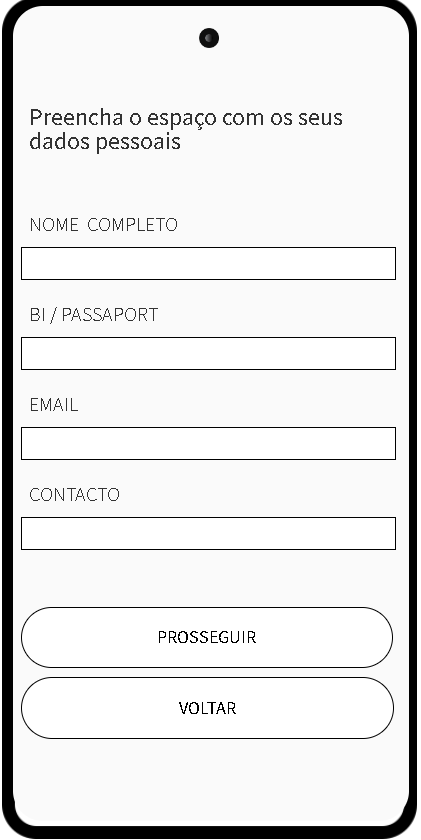 Preencha o espaço com os seus
dados pessoais
NOME COMPLETO
BI / PASSAPORT
EMAIL
CONTACTO
PROSSEGUIR
VOLTAR